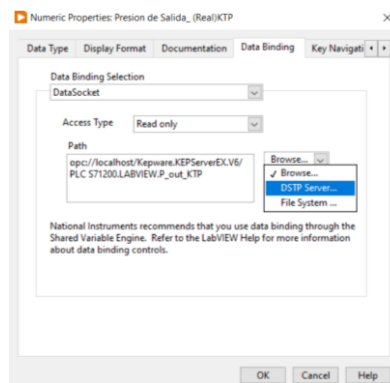 Numeric Properties: Presion de Salida_ (Real)KTP
Data Type Display Format Documentation Data Binding Key Navigati
Data Binding Selection
DataSocket
Access Type Read only
Path
opc://localhost/Kepware.KEPServerEX.V6/
PLC S71200.LABVIEW.P_out_KTP
Browse...
✓ Browse...
DSTP Server...
File System ...
National Instruments recommends that you use data binding through the
Shared Variable Engine. Refer to the LabVIEW Help for more information
about data binding controls.
OK Cancel Help